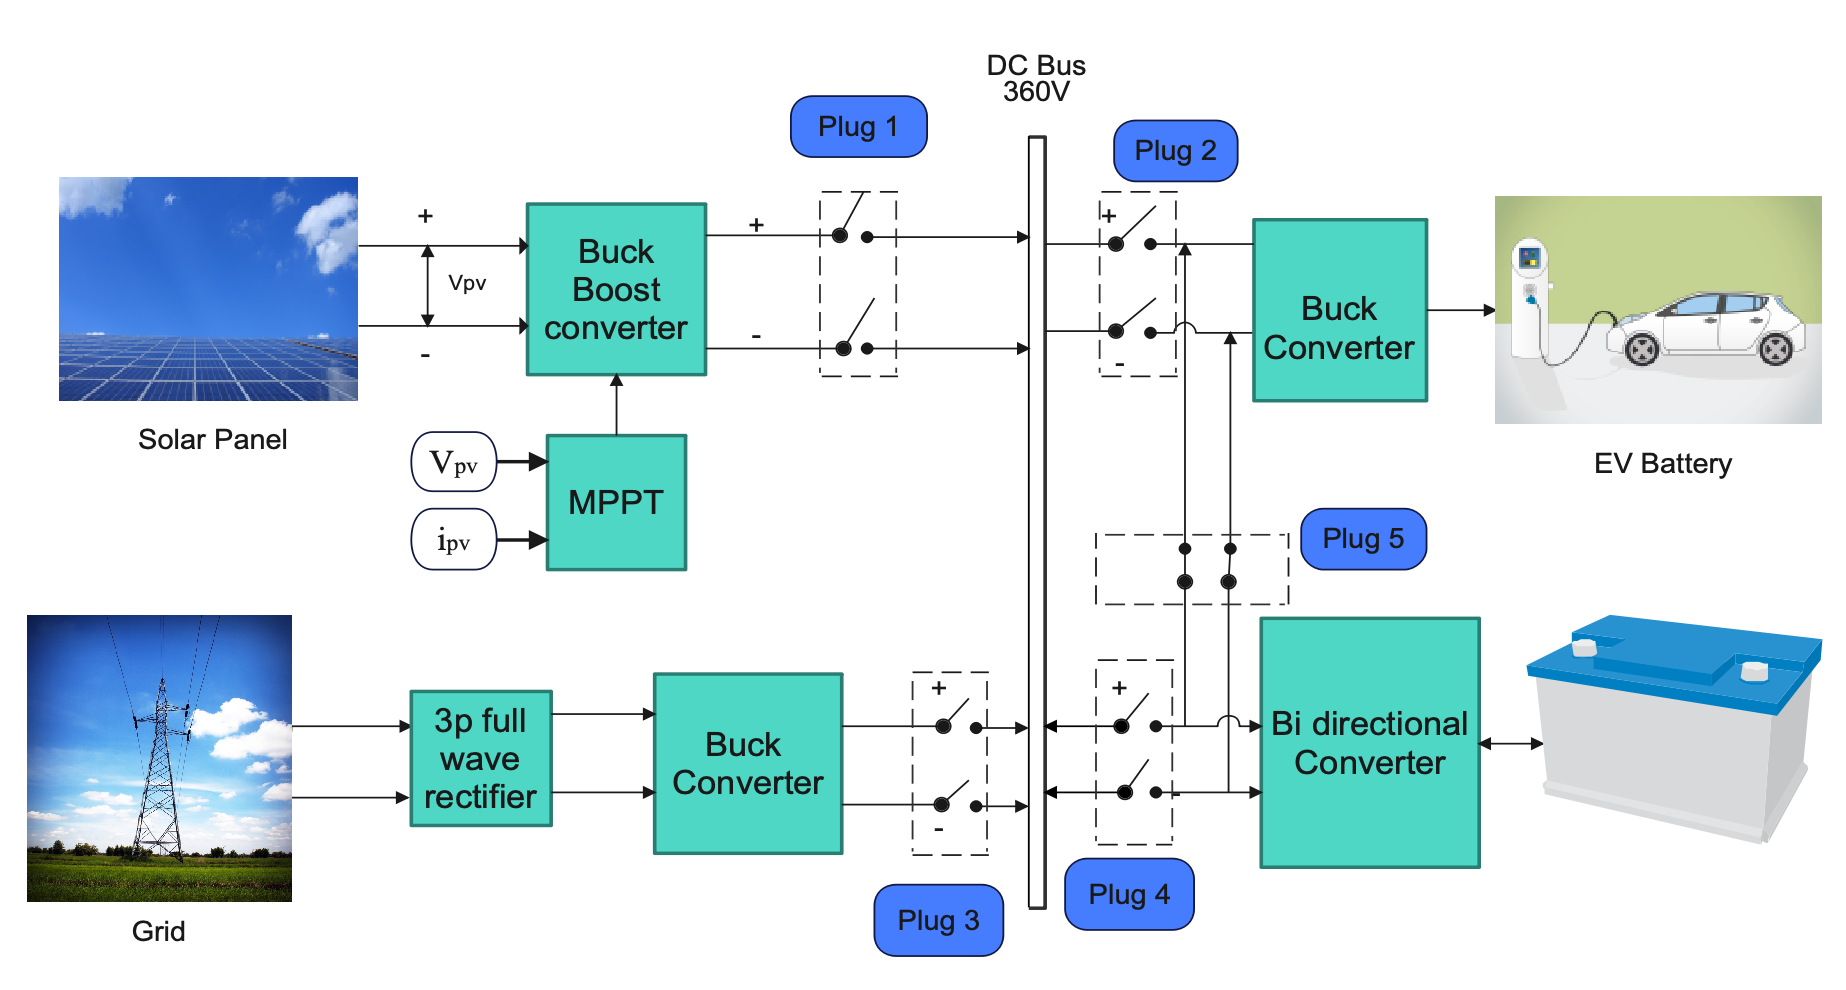 DC Bus
360V
Plug 1
Plug 2
+
+
+
Buck
Boost
converter
Vpv
Buck
Converter
-
-
-
Solar Panel
EV Battery
Vpv
MPPT
ipv
Plug 5
+
+
3p full
wave
rectifier
Buck
Converter
Bi directional
Converter
-
-
Plug 4
Plug 3
Grid